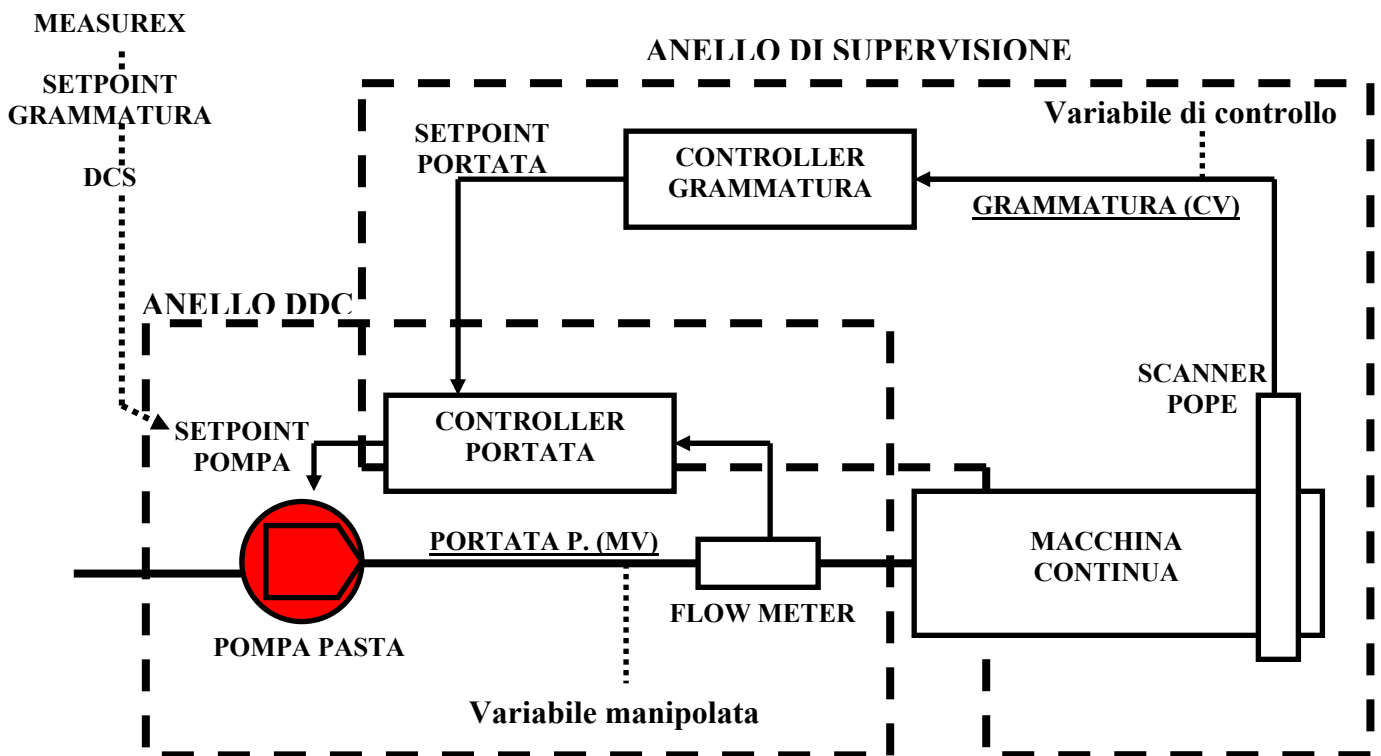 MEASUREX
SETPOINT
GRAMMATURA
DCS
ANELLO DI SUPERVISIONE
Variabile di controllo
SETPOINT
PORTATA
CONTROLLER
GRAMMATURA
GRAMMATURA (CV)
ANELLO DDC
SETPOINT
POMPA
CONTROLLER
PORTATA
SCANNER
POPE
PORTATA P. (MV)
FLOW METER
MACCHINA
CONTINUA
POMPA PASTA
Variabile manipolata